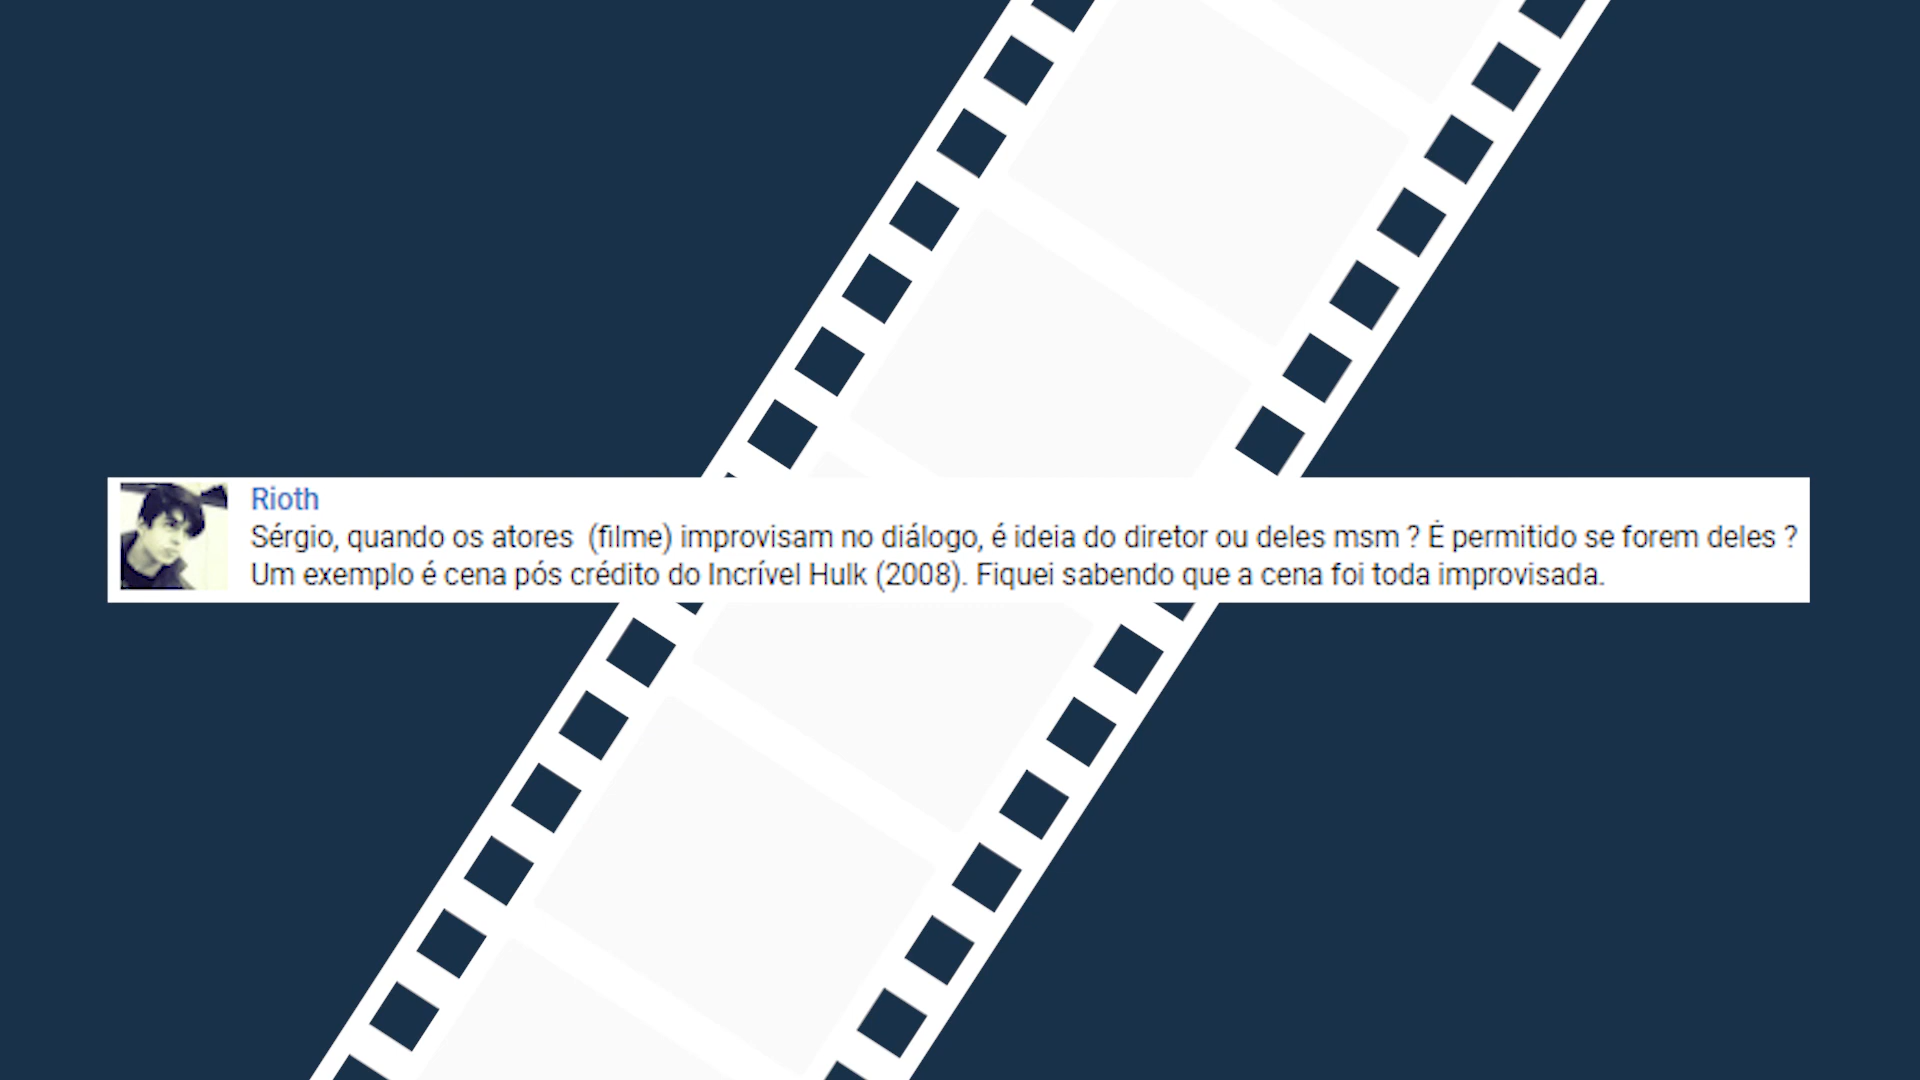 Rioth
Sérgio, quando os atores  (filme) improvisam no diálogo, é ideia do diretor ou deles msm ? É permitido se forem deles ?
Um exemplo é cena pós crédito do Incrível Hulk (2008). Fiquei sabendo que a cena foi toda improvisada.